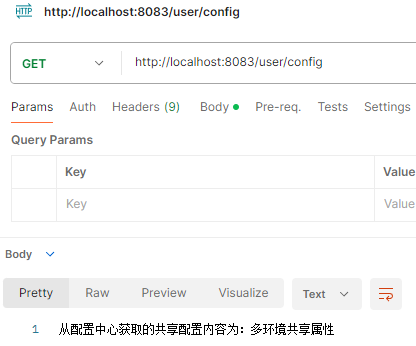 HTTP http://localhost:8083/user/config
GET http://localhost:8083/user/config
Params Auth Headers (9) Body Pre-req. Tests Settings
Query Params
Key Value
Key Value
Body
Pretty Raw Preview Visualize Text
1 从配置中心获取的共享配置内容为：多环境共享属性